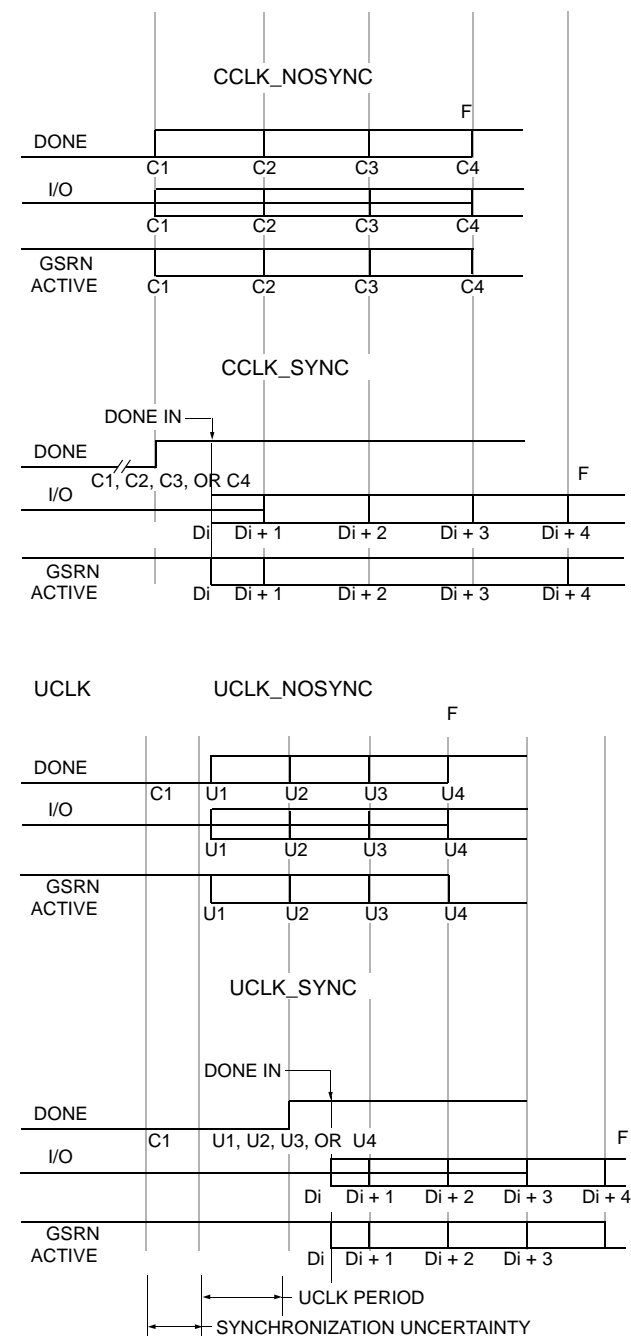 CCLK_NOSYNC
F
DONE
C1 C2 C3 C4
I/O
C1 C2 C3 C4
GSRN
ACTIVE
C1 C2 C3 C4
CCLK_SYNC
DONE IN
DONE
C1, C2, C3, OR C4
F
I/O
Di Di + 1 Di + 2 Di + 3 Di + 4
GSRN
ACTIVE
Di Di + 1 Di + 2 Di + 3 Di + 4
UCLK UCLK_NOSYNC
F
DONE
C1 U1 U2 U3 U4
I/O
U1 U2 U3 U4
GSRN
ACTIVE
U1 U2 U3 U4
UCLK_SYNC
DONE IN
DONE
C1 U1, U2, U3, OR U4
F
I/O
Di Di + 1 Di + 2 Di + 3 Di + 4
GSRN
ACTIVE
Di Di + 1 Di + 2 Di + 3
UCLK PERIOD
SYNCHRONIZATION UNCERTAINTY